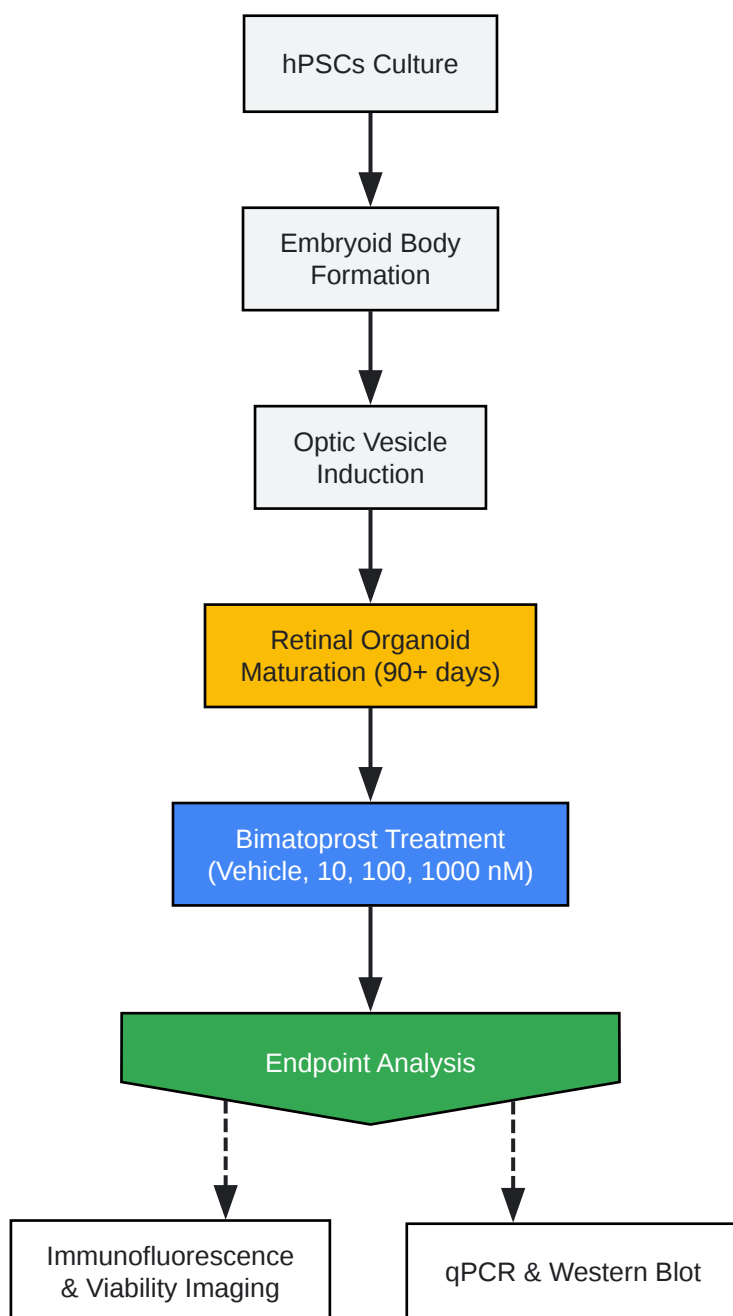 hPSCs Culture
Embryoid Body
Formation
Optic Vesicle
Induction
Retinal Organoid
Maturation (90+ days)
Bimatoprost Treatment
(Vehicle, 10, 100, 1000 nM)
Endpoint Analysis
Immunofluorescence
& Viability Imaging
qPCR & Western Blot